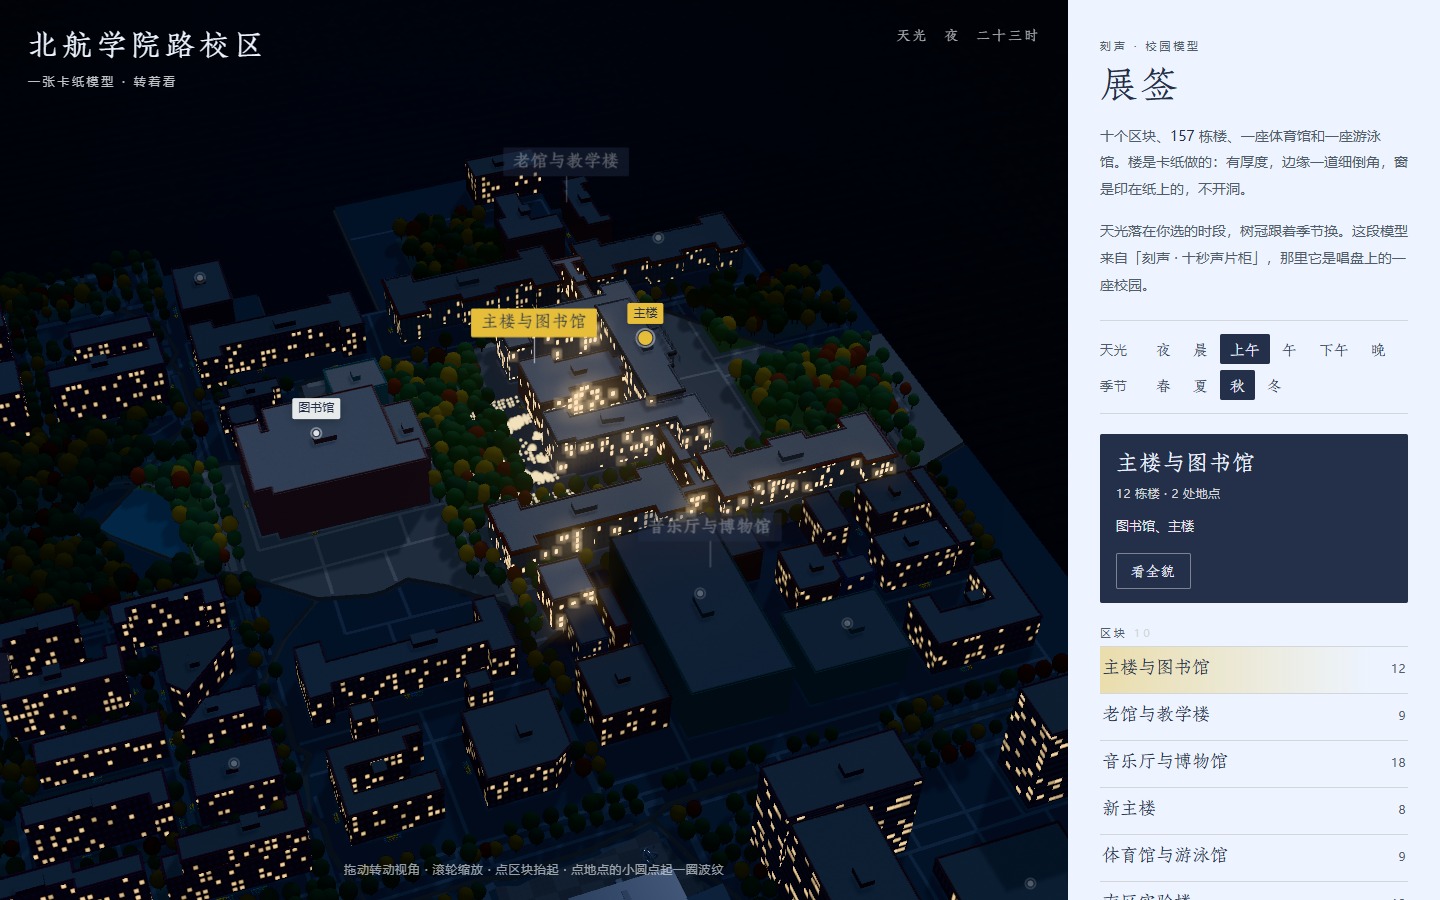 北航学院路校区
一张卡纸模型 · 转着看
天光 夜 二十三时
老馆与教学楼
主楼与图书馆
主楼
图书馆
音乐厅与博物馆
拖动转动视角 · 滚轮缩放 · 点区块抬起 · 点地点的小圆点起一圈波纹
刻声 · 校园模型
展签
十个区块、157 栋楼、一座体育馆和一座游泳
馆。楼是卡纸做的：有厚度，边缘一道细倒角，窗
是印在纸上的，不开洞。
天光落在你选的时段，树冠跟着季节换。这段模型
来自「刻声 · 十秒声片柜」，那里它是唱盘上的一
座校园。
天光 夜 晨 上午 午 下午 晚
季节 春 夏 秋 冬
主楼与图书馆
12 栋楼 · 2 处地点
图书馆、主楼
看全貌
区块 10
主楼与图书馆 12
老馆与教学楼 9
音乐厅与博物馆 18
新主楼 8
体育馆与游泳馆 9